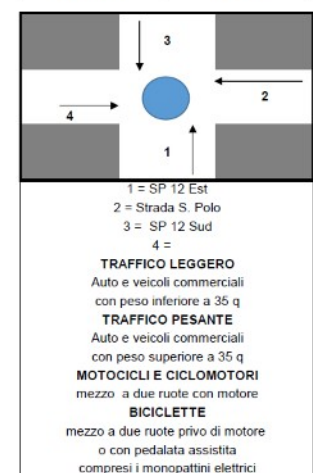 3
2
4
1
1 = SP 12 Est
2 = Strada S. Polo
3 = SP 12 Sud
4 =
TRAFFICO LEGGERO
Auto e veicoli commerciali
con peso inferiore a 35 q
TRAFFICO PESANTE
Auto e veicoli commerciali
con peso superiore a 35 q
MOTOCICLI E CICLOMOTORI
mezzo a due ruote con motore
BICICLETTE
mezzo a due ruote privo di motore
o con pedalata assistita
compresi i monopattini elettrici